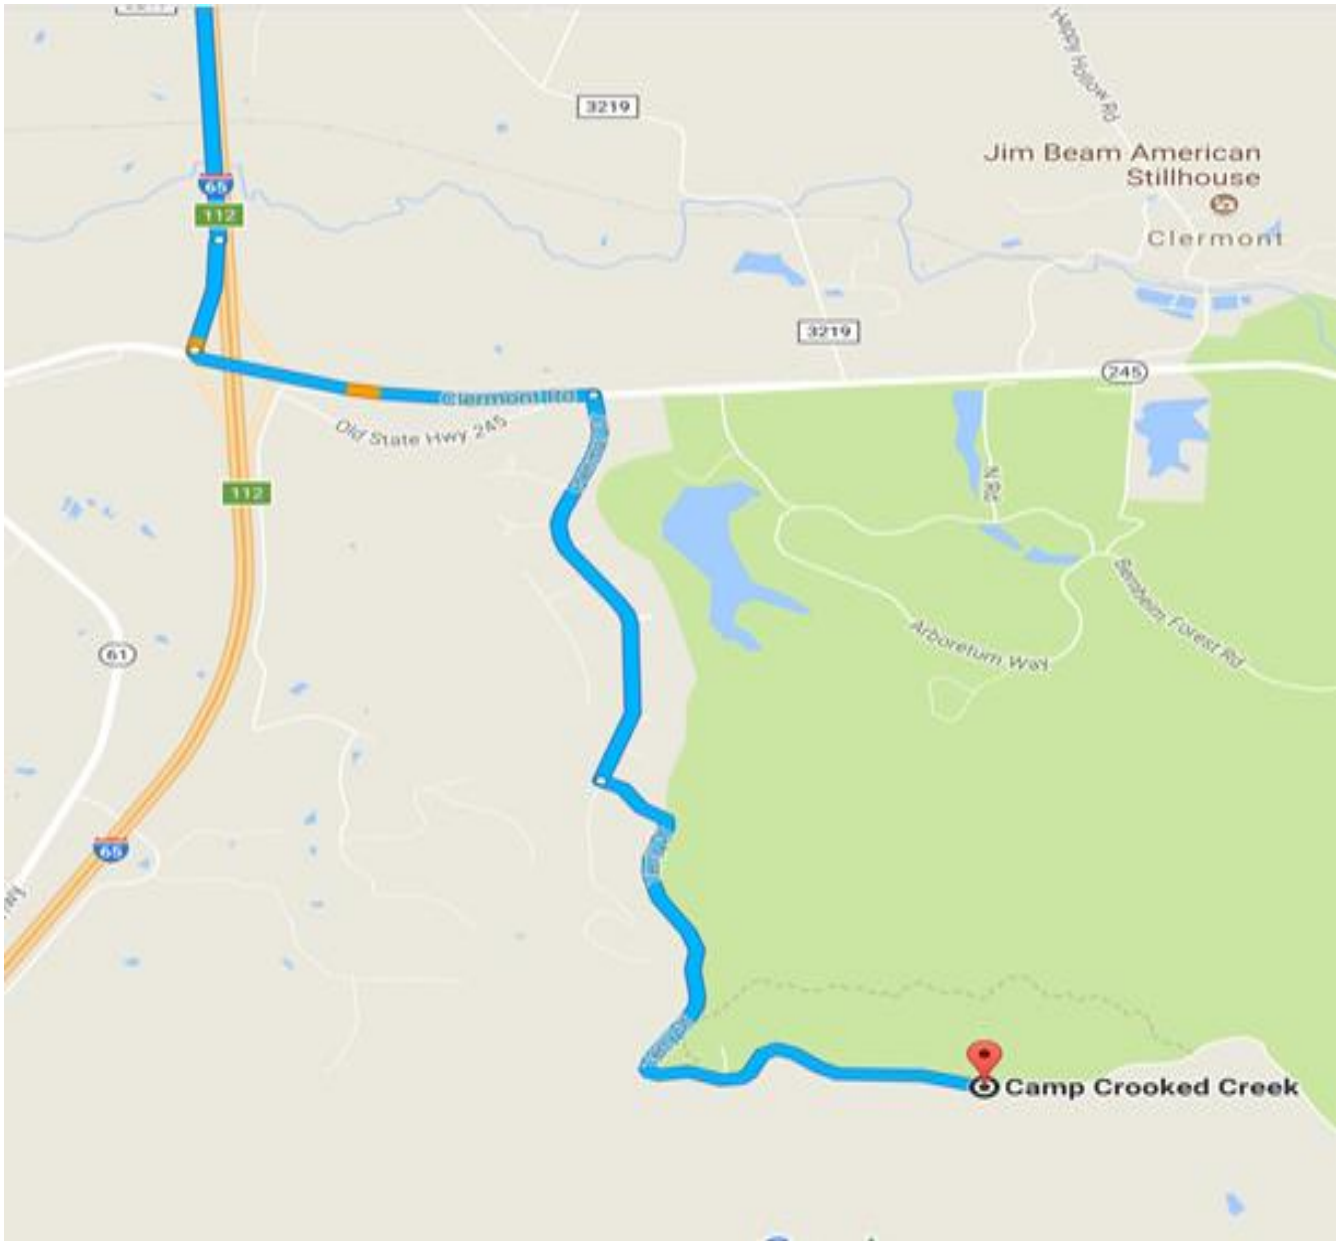 3219
Happy Hollow Rd
Jim Beam American
Stillhouse
Clermont
65
112
3219
245
Clermont Rd
Old State Hwy 245
112
N Rd
Bernheim Forest Rd
Arboretum Way
61
65
Camp Crooked Creek